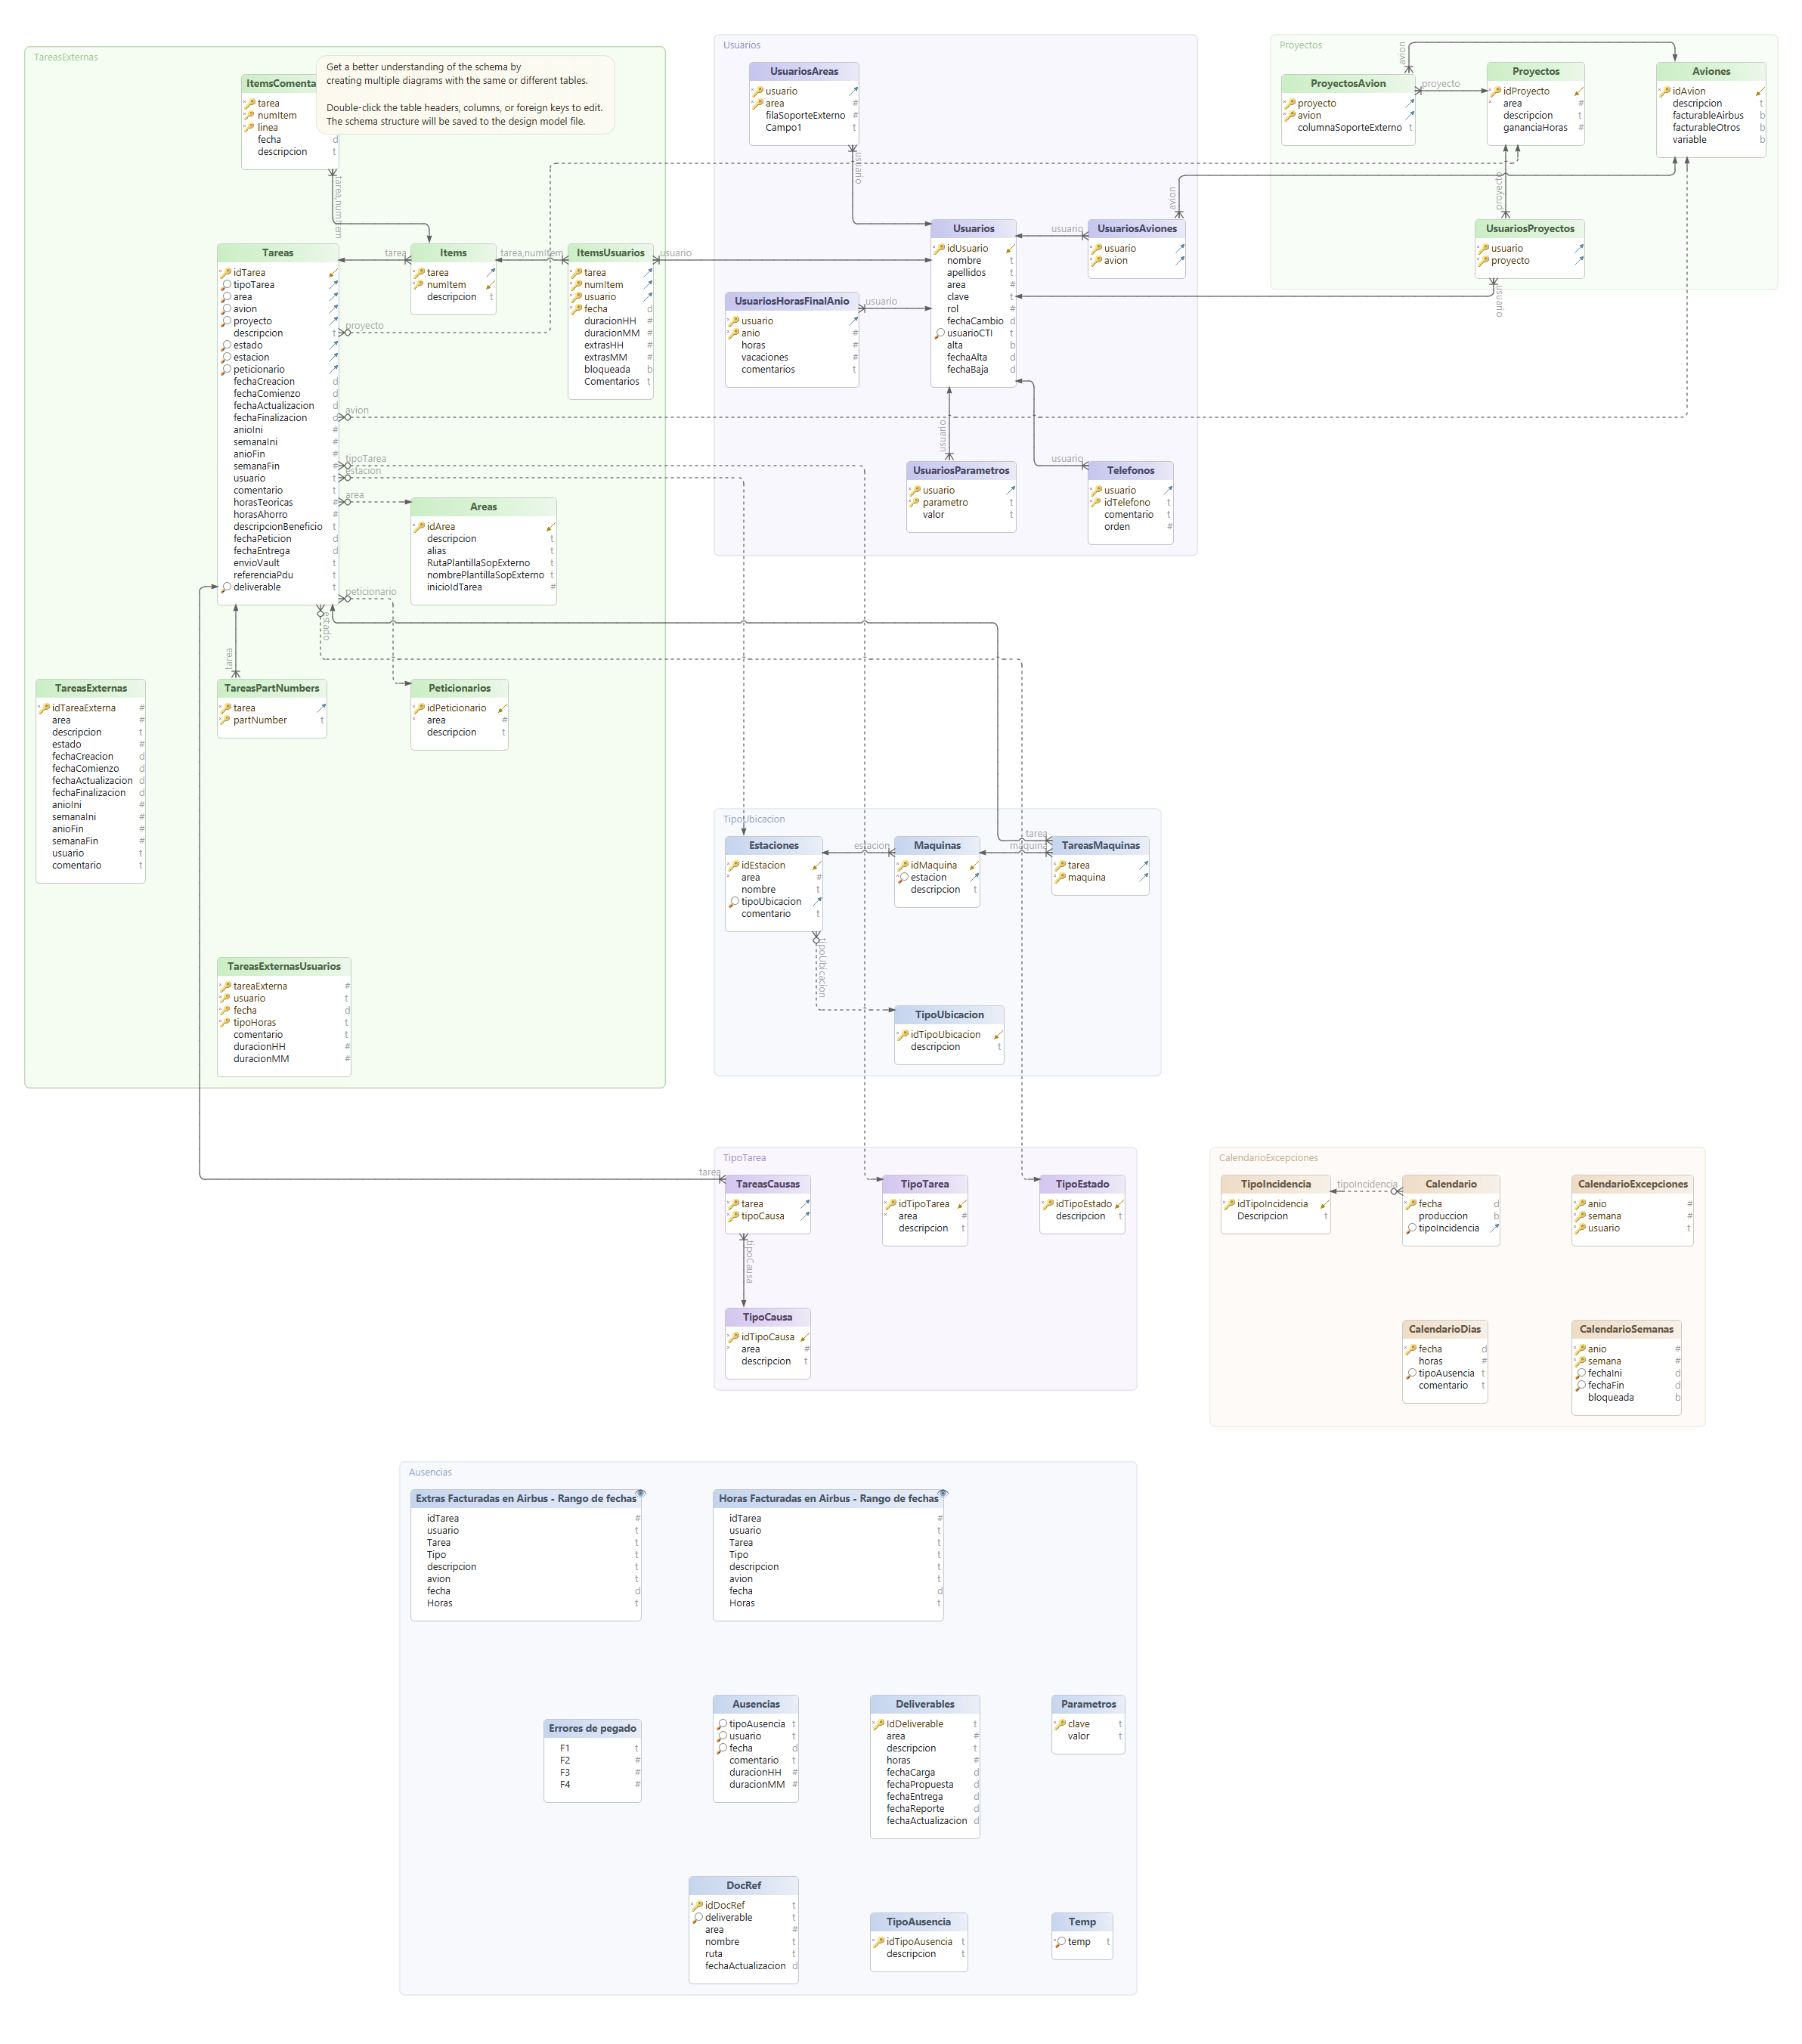 TareasExternas
ItemsComenta
tarea
numItem
linea
fecha d
descripcion t
Get a better understanding of the schema by
creating multiple diagrams with the same or different tables.
Double-click the table headers, columns, or foreign keys to edit.
The schema structure will be saved to the design model file.
tarea,numItem
Tareas
idTarea
tipoTarea
area
avion
proyecto
descripcion t
estado
estacion
peticionario
fechaCreacion d
fechaComienzo d
fechaActualizacion d
fechaFinalizacion d
anioIni #
semanaIni #
anioFin #
semanaFin #
usuario t
comentario t
horasTeoricas #
horasAhorro #
descripcionBeneficio t
fechaPeticion d
fechaEntrega d
envioVault t
referenciaPdu t
deliverable t
tarea
Items
tarea
numItem
descripcion t
tarea,numItem
ItemsUsuarios
tarea
numItem
usuario
fecha d
duracionHH #
duracionMM #
extrasHH #
extrasMM #
bloqueada b
Comentarios t
usuario
proyecto
avion
tipoTarea
estacion
area
peticionario
estado
Areas
idArea
descripcion t
alias t
RutaPlantillaSopExterno t
nombrePlantillaSopExterno t
inicioIdTarea #
tarea
TareasExternas
idTareaExterna #
area #
descripcion t
estado #
fechaCreacion d
fechaComienzo d
fechaActualizacion d
fechaFinalizacion d
anioIni #
semanaIni #
anioFin #
semanaFin #
usuario t
comentario t
TareasPartNumbers
tarea
partNumber t
Peticionarios
idPeticionario
area #
descripcion t
TareasExternasUsuarios
tareaExterna #
usuario t
fecha d
tipoHoras t
comentario t
duracionHH #
duracionMM #
Usuarios
UsuariosAreas
usuario
area #
filaSoporteExterno #
Campo1 t
usuario
Usuarios
idUsuario
nombre t
apellidos t
area #
clave t
rol #
fechaCambio d
usuarioCTI t
alta b
fechaAlta d
fechaBaja d
usuario
UsuariosAviones
usuario
avion
avion
UsuariosHorasFinalAnio
usuario
anio #
horas #
vacaciones #
comentarios t
usuario
usuario
UsuariosParametros
usuario
parametro t
valor t
usuario
Telefonos
usuario
idTelefono t
comentario t
orden #
Proyectos
avion
ProyectosAvion
proyecto
avion
columnaSoporteExterno t
proyecto
Proyectos
idProyecto
area #
descripcion t
gananciaHoras #
Aviones
idAvion
descripcion t
facturableAirbus b
facturableOtros b
variable b
proyecto
UsuariosProyectos
usuario
proyecto
usuario
TipoUbicacion
Estaciones
idEstacion
area #
nombre t
tipoUbicacion
comentario t
estacion
Maquinas
idMaquina
estacion
descripcion t
tarea
maquina
TareasMaquinas
tarea
maquina
tipoUbicacion
TipoUbicacion
idTipoUbicacion
descripcion t
TipoTarea
tarea
TareasCausas
tarea
tipoCausa
TipoTarea
idTipoTarea
area #
descripcion t
TipoEstado
idTipoEstado
descripcion t
tipoCausa
TipoCausa
idTipoCausa
area #
descripcion t
CalendarioExcepciones
TipoIncidencia
idTipoIncidencia
Descripcion t
tipoIncidencia
Calendario
fecha d
produccion b
tipoIncidencia
CalendarioExcepciones
anio #
semana #
usuario t
CalendarioDias
fecha d
horas #
tipoAusencia t
comentario t
CalendarioSemanas
anio #
semana #
fechaIni d
fechaFin d
bloqueada b
Ausencias
Extras Facturadas en Airbus - Rango de fechas
idTarea #
usuario t
Tarea t
Tipo t
descripcion t
avion t
fecha d
Horas t
Horas Facturadas en Airbus - Rango de fechas
idTarea #
usuario t
Tarea t
Tipo t
descripcion t
avion t
fecha d
Horas t
Errores de pegado
F1 t
F2 #
F3 #
F4 #
Ausencias
tipoAusencia t
usuario t
fecha d
comentario t
duracionHH #
duracionMM #
Deliverables
IdDeliverable t
area #
descripcion t
horas #
fechaCarga d
fechaPropuesta d
fechaEntrega d
fechaReporte d
fechaActualizacion d
Parametros
clave t
valor t
DocRef
idDocRef t
deliverable t
area #
nombre t
ruta t
fechaActualizacion d
TipoAusencia
idTipoAusencia t
descripcion t
Temp
temp t